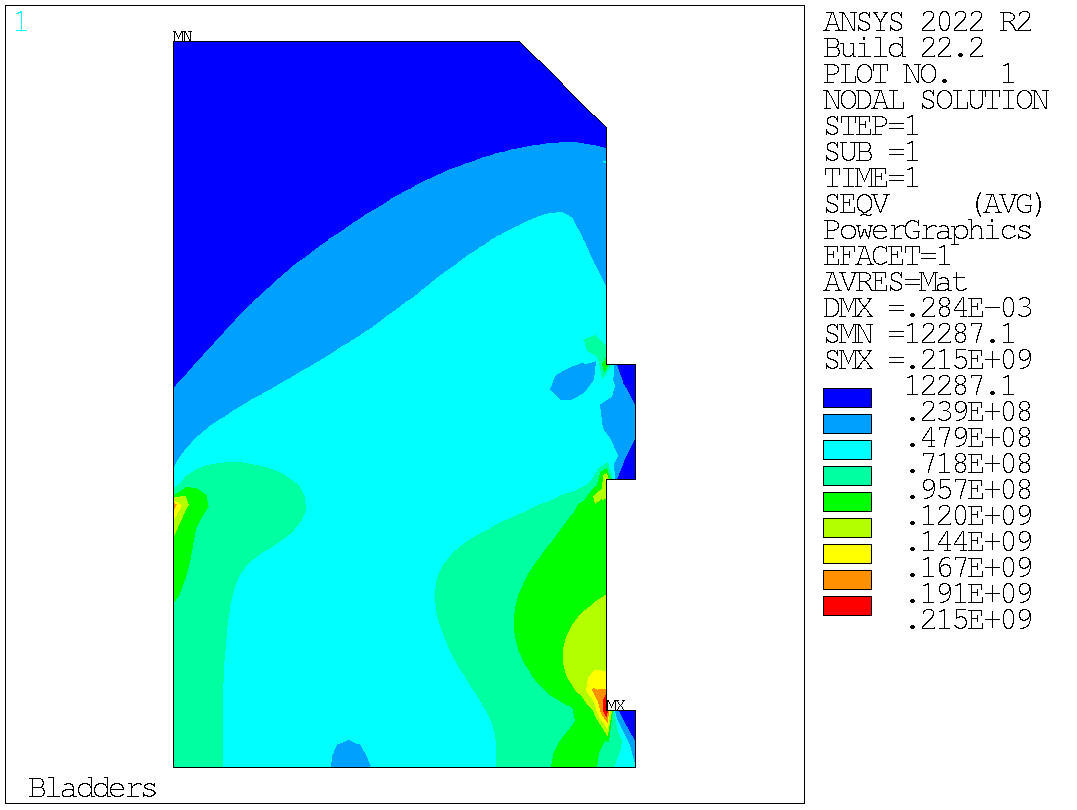 1
MN
ANSYS 2022 R2
Build 22.2
PLOT NO.   1
NODAL SOLUTION
STEP=1
SUB =1
TIME=1
SEQV     (AVG)
PowerGraphics
EFACET=1
AVRES=Mat
DMX =.284E-03
SMN =12287.1
SMX =.215E+09
12287.1
.239E+08
.479E+08
.718E+08
.957E+08
.120E+09
.144E+09
.167E+09
.191E+09
.215E+09
MX
Bladders